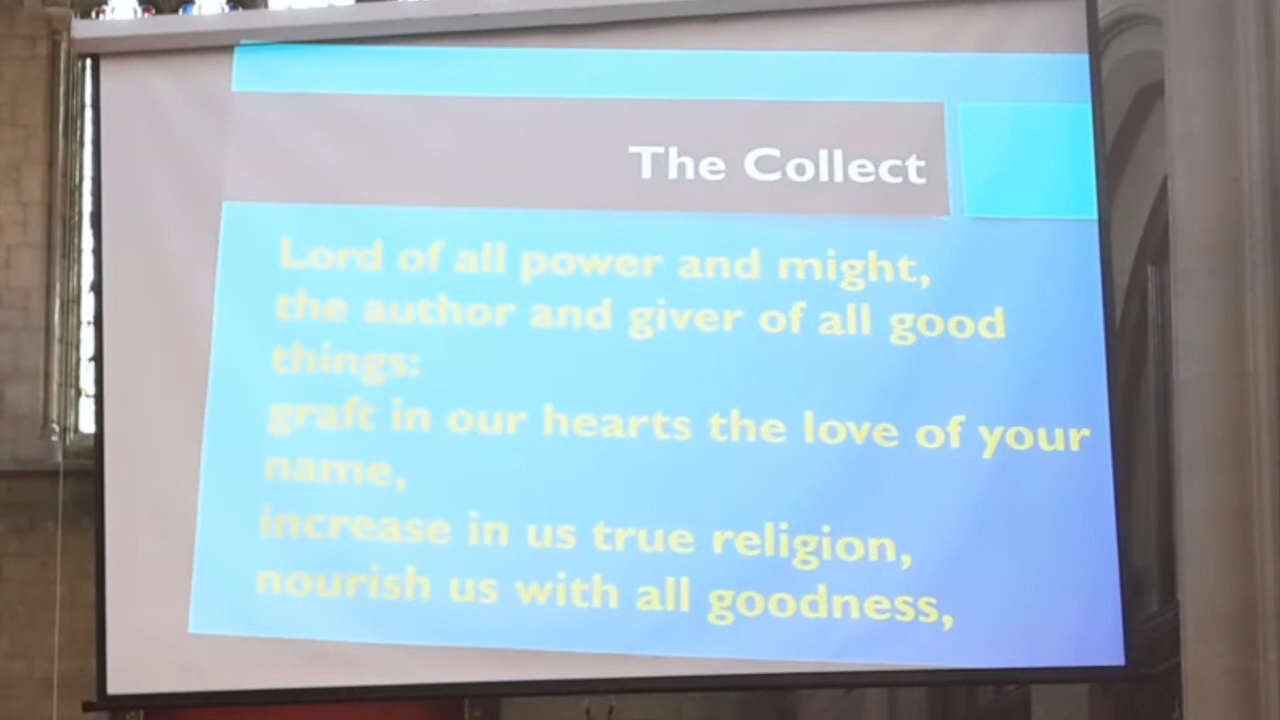 The Collect
Lord of all power and might,
the author and giver of all good
things:
graft in our hearts the love of your
name,
increase in us true religion,
nourish us with all goodness,